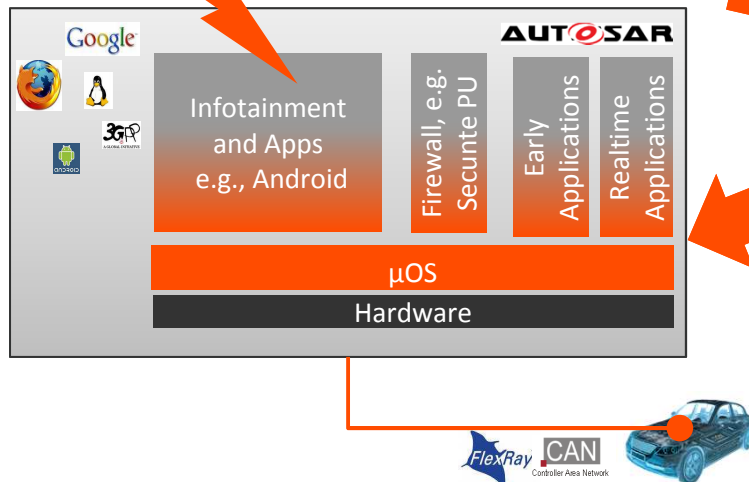 Google
AUTOSAR
3GPP
A GLOBAL INITIATIVE
android
Infotainment
and Apps
e.g., Android
Firewall, e.g.
Secunte PU
Early
Applications
Realtime
Applications
µOS
Hardware
FlexRay
CAN
Controller Area Network